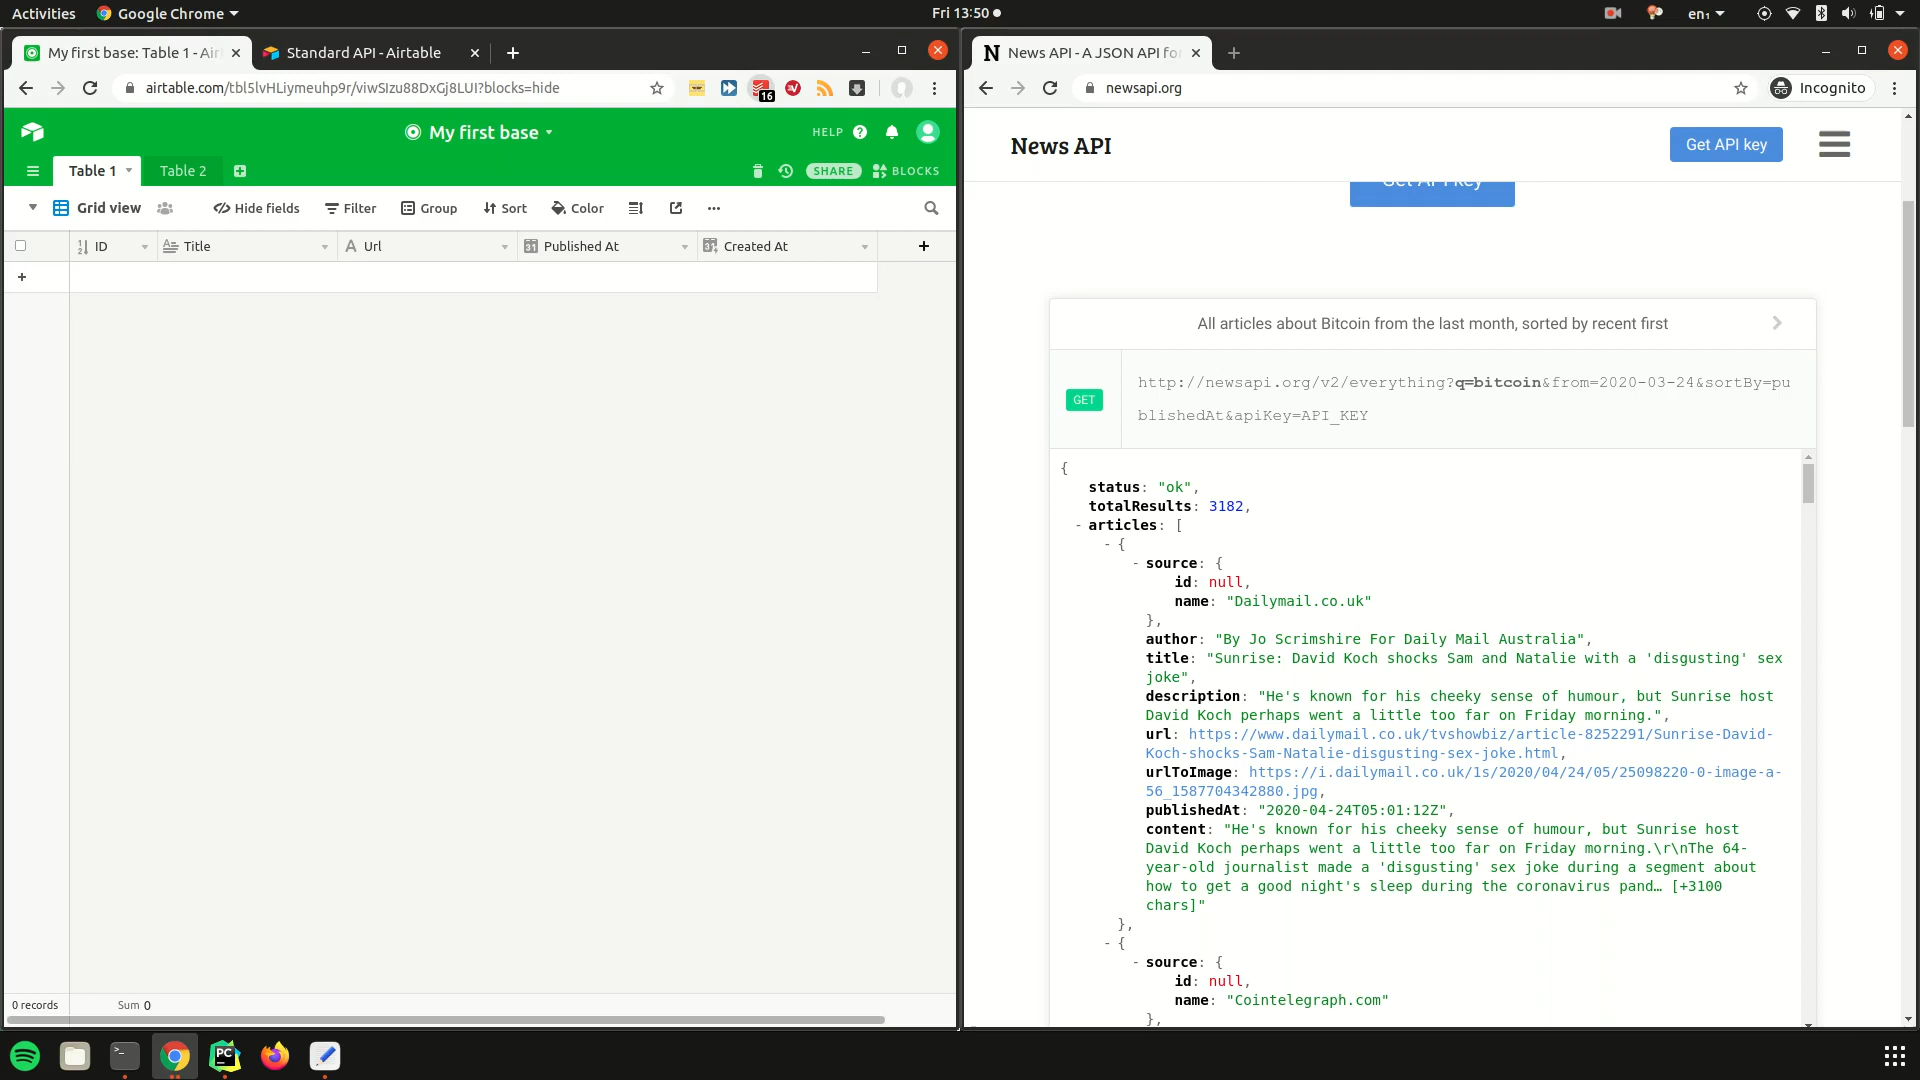 Activities
Google Chrome
Fri 13:50
en₁
My first base: Table 1 - Air
Standard API - Airtable
airtable.com/tbl5lvHLiymeuhp9r/viwSIzu88DxGj8LUI?blocks=hide
16
My first base
HELP
Table 1
Table 2
SHARE
BLOCKS
Grid view
Hide fields
Filter
Group
Sort
Color
ID
Title
Url
Published At
Created At
0 records
Sum 0
News API - A JSON API fo
newsapi.org
Incognito
News API
Get API key
Get API key
All articles about Bitcoin from the last month, sorted by recent first
GET
http://newsapi.org/v2/everything?q=bitcoin&from=2020-03-24&sortBy=pu
blishedAt&apiKey=API_KEY
{
status: "ok",
totalResults: 3182,
- articles: [
- {
- source: {
id: null,
name: "Dailymail.co.uk"
},
author: "By Jo Scrimshire For Daily Mail Australia",
title: "Sunrise: David Koch shocks Sam and Natalie with a 'disgusting' sex
joke",
description: "He's known for his cheeky sense of humour, but Sunrise host
David Koch perhaps went a little too far on Friday morning.",
url: https://www.dailymail.co.uk/tvshowbiz/article-8252291/Sunrise-David-
Koch-shocks-Sam-Natalie-disgusting-sex-joke.html,
urlToImage: https://i.dailymail.co.uk/1s/2020/04/24/05/25098220-0-image-a-
56_1587704342880.jpg,
publishedAt: "2020-04-24T05:01:12Z",
content: "He's known for his cheeky sense of humour, but Sunrise host
David Koch perhaps went a little too far on Friday morning.\r\nThe 64-
year-old journalist made a 'disgusting' sex joke during a segment about
how to get a good night's sleep during the coronavirus pand… [+3100
chars]"
},
- {
- source: {
id: null,
name: "Cointelegraph.com"
},